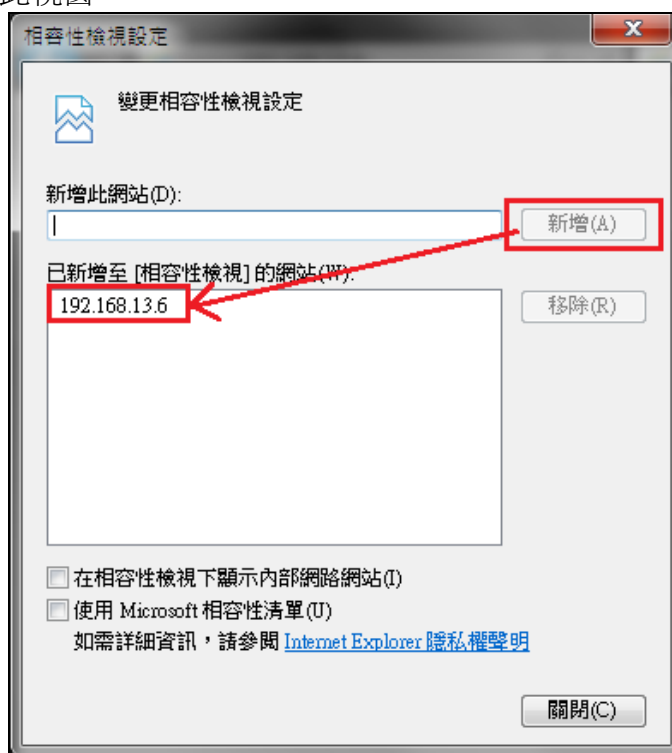 相容性檢視設定
變更相容性檢視設定
新增此網站(D):
新增(A)
已新增至 [相容性檢視] 的網站(W):
192.168.13.6
移除(R)
在相容性檢視下顯示內部網路網站(I)
使用 Microsoft 相容性清單(U)
如需詳細資訊，請參閱 Internet Explorer 隱私權聲明
關閉(C)